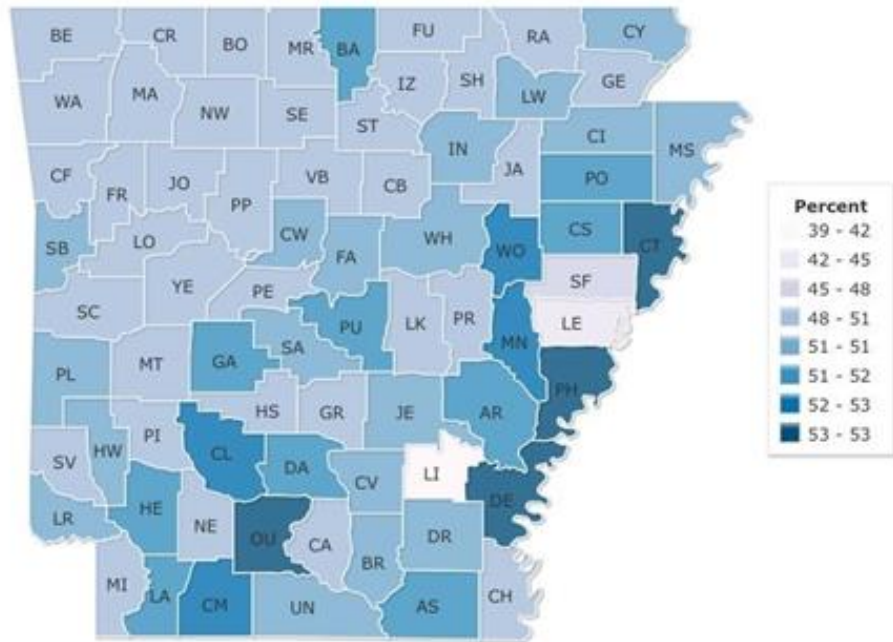 BE CR BO MR BA FU RA CY
WA MA NW SE IZ SH LW GE
ST IN CI MS
CF FR JO PP VB CB JA PO
SB LO CW FA WH WO CS CT
SC YE PE PU LK PR SF
LE
PL MT GA SA MN PH
HS GR JE AR
SV HW PI CL DA CV LI DE
LR HE NE OU CA BR DR
MI LA CM UN AS CH
Percent
39 - 42
42 - 45
45 - 48
48 - 51
51 - 51
51 - 52
52 - 53
53 - 53